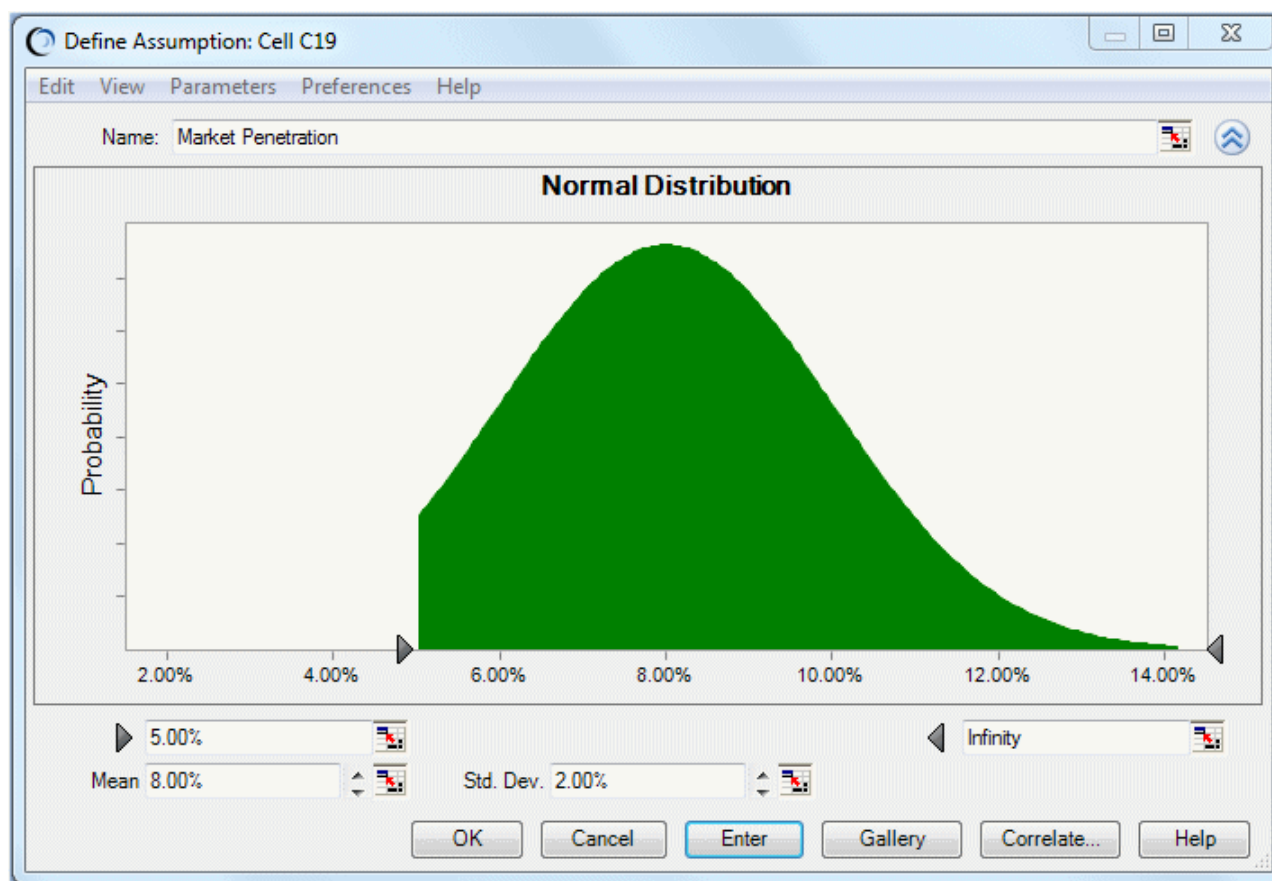 Define Assumption: Cell C19
Edit View Parameters Preferences Help
Name: Market Penetration
Normal Distribution
Probability
2.00% 4.00% 6.00% 8.00% 10.00% 12.00% 14.00%
5.00% Infinity
Mean 8.00% Std. Dev. 2.00%
OK Cancel Enter Gallery Correlate... Help